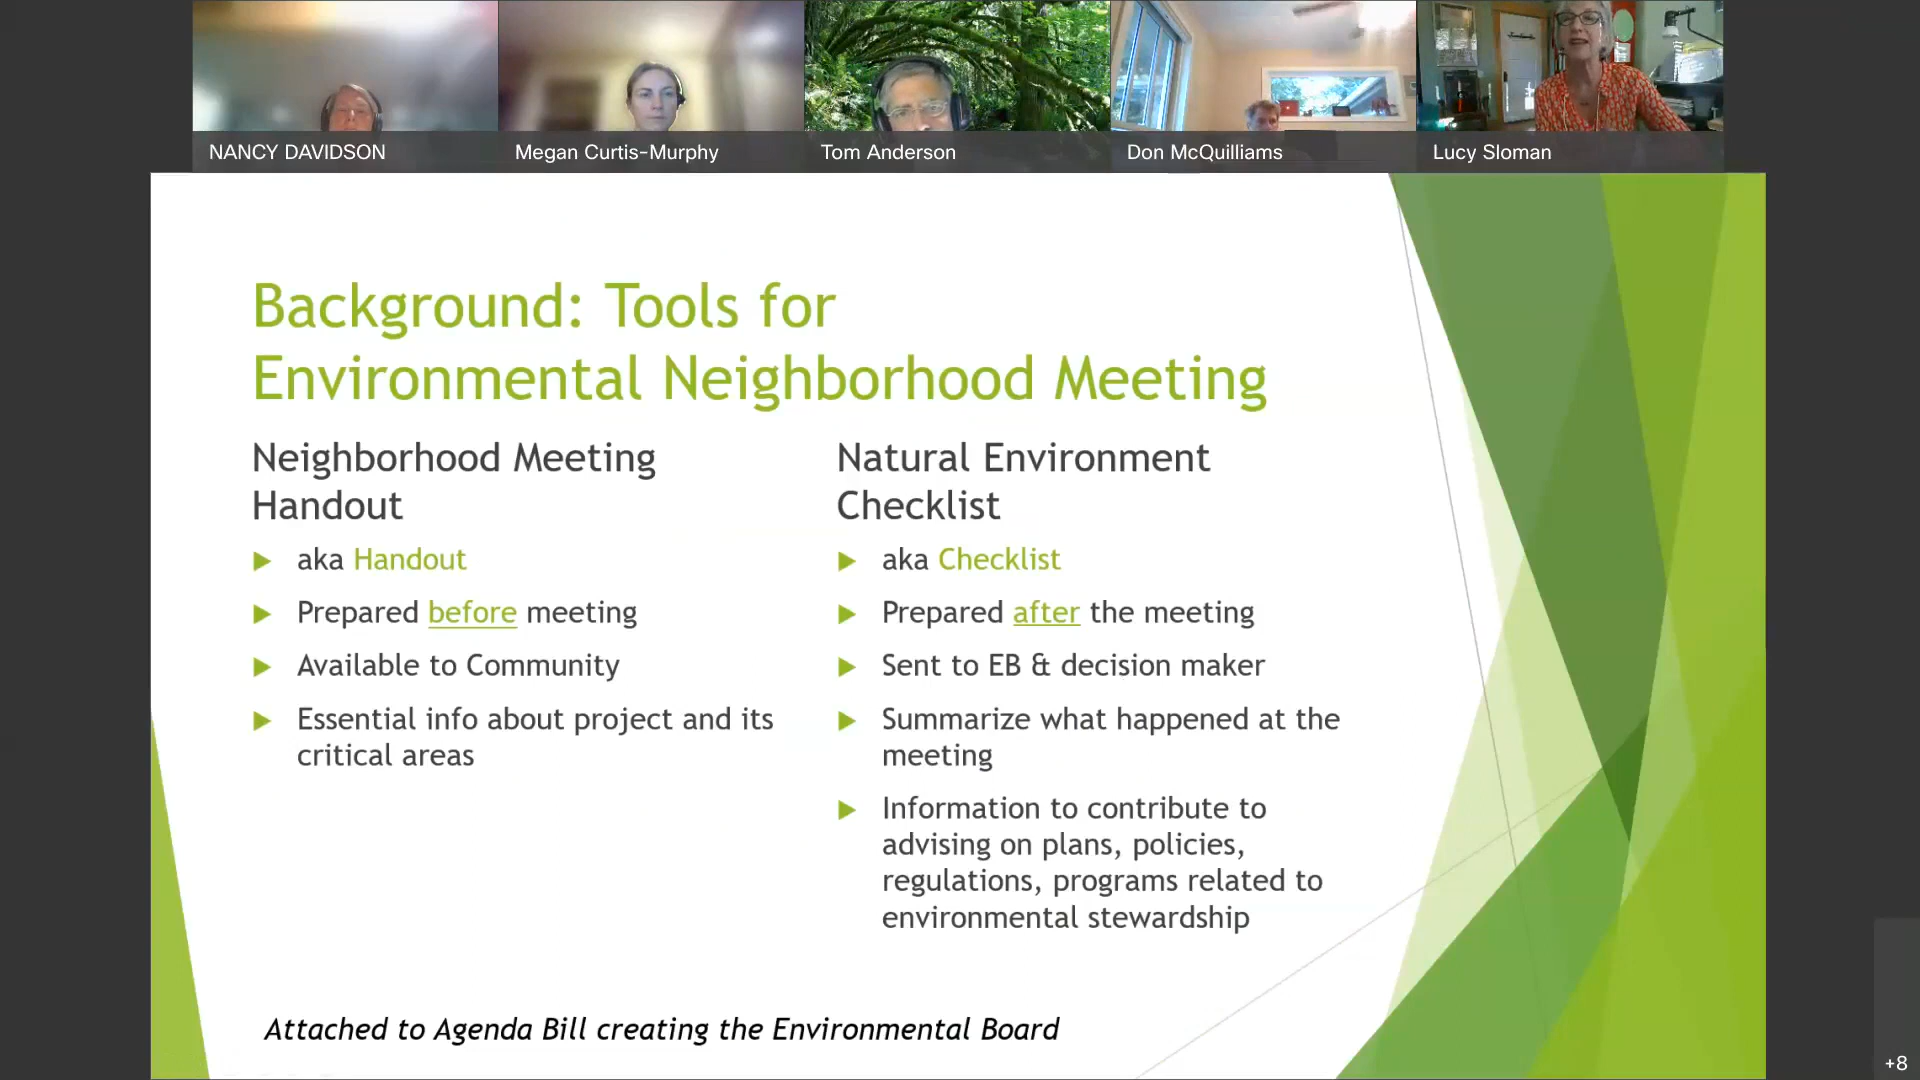 NANCY DAVIDSON
Megan Curtis-Murphy
Tom Anderson
Don McQuilliams
Lucy Sloman
Background: Tools for
Environmental Neighborhood Meeting
Neighborhood Meeting
Handout
aka Handout
Prepared before meeting
Available to Community
Essential info about project and its
critical areas
Natural Environment
Checklist
aka Checklist
Prepared after the meeting
Sent to EB & decision maker
Summarize what happened at the
meeting
Information to contribute to
advising on plans, policies,
regulations, programs related to
environmental stewardship
Attached to Agenda Bill creating the Environmental Board
+8